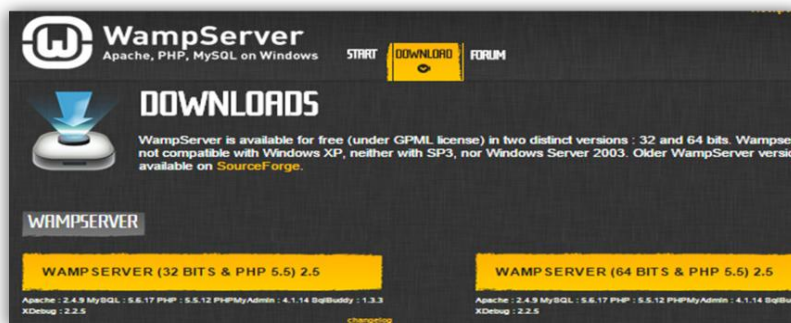 WampServer
Apache, PHP, MySQL on Windows
START DOWNLOAD FORUM
DOWNLOADS
WampServer is available for free (under GPML license) in two distinct versions : 32 and 64 bits. Wampse
not compatible with Windows XP, neither with SP3, nor Windows Server 2003. Older WampServer versi
available on SourceForge.
WAMPSERVER
WAMPSERVER (32 BITS & PHP 5.5) 2.5
WAMPSERVER (64 BITS & PHP 5.5) 2.5
Apache : 2.4.9 MySQL : 5.6.17 PHP : 5.5.12 PHPMyAdmin : 4.1.14 SqlBuddy : 1.3.3
XDebug : 2.2.5
changelog
Apache : 2.4.9 MySQL : 5.6.17 PHP : 5.5.12 PHPMyAdmin : 4.1.14 SqlBu
XDebug : 2.2.5